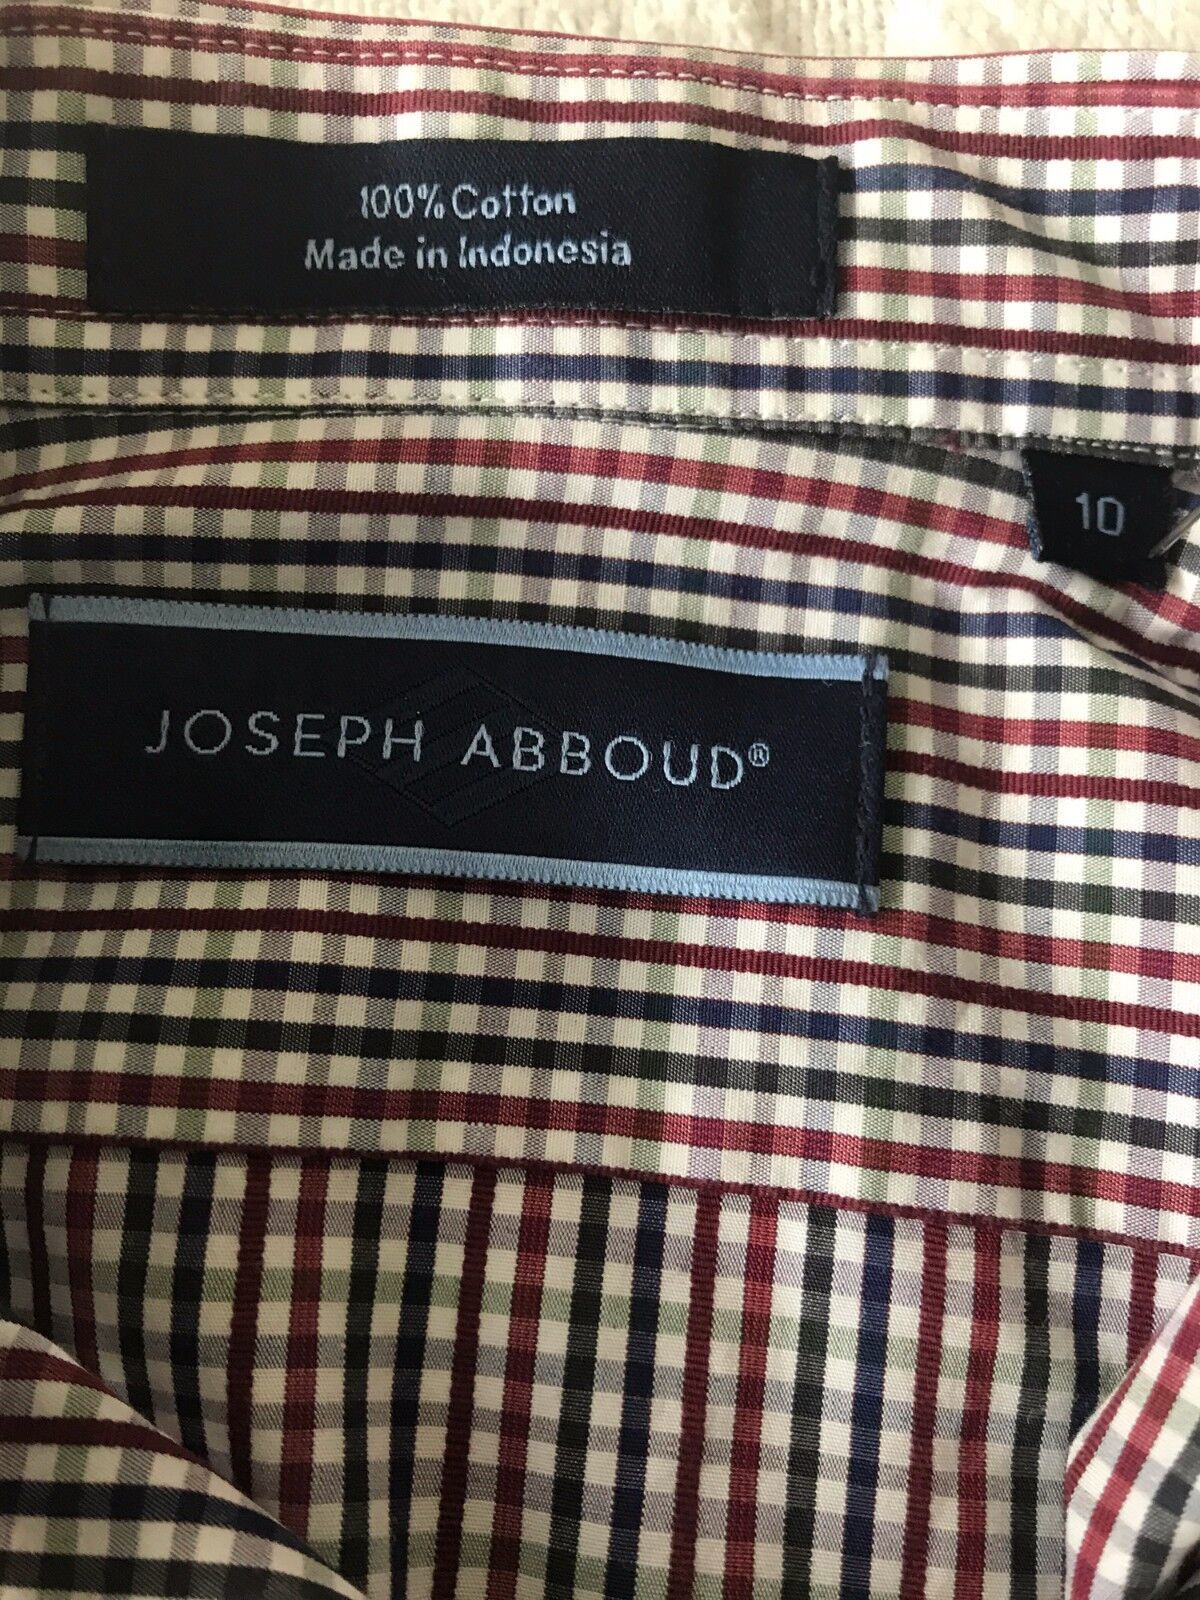 100% Cotton
Made in Indonesia
10
JOSEPH ABBOUD®